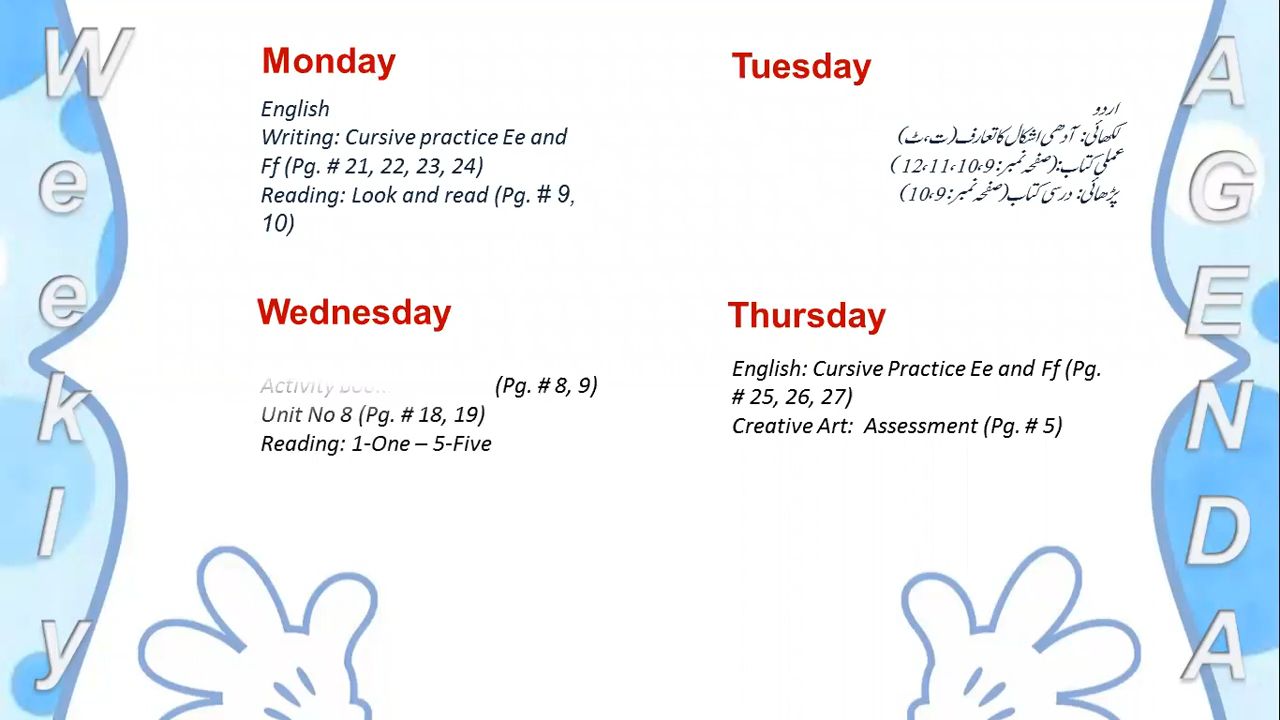 Weekly
AGENDA
Monday
English
Writing: Cursive practice Ee and
Ff (Pg. # 21, 22, 23, 24)
Reading: Look and read (Pg. # 9,
10)
Tuesday
اردو
لکھائی: آدھی اشکال کا تعارف (ت، ٹ)
عملی کتاب: (صفحہ نمبر: 9، 10، 11، 12)
پڑھائی: درسی کتاب (صفحہ نمبر: 9، 10)
Wednesday
Activity (Pg. # 8, 9)
Unit No 8 (Pg. # 18, 19)
Reading: 1-One – 5-Five
Thursday
English: Cursive Practice Ee and Ff (Pg.
# 25, 26, 27)
Creative Art: Assessment (Pg. # 5)